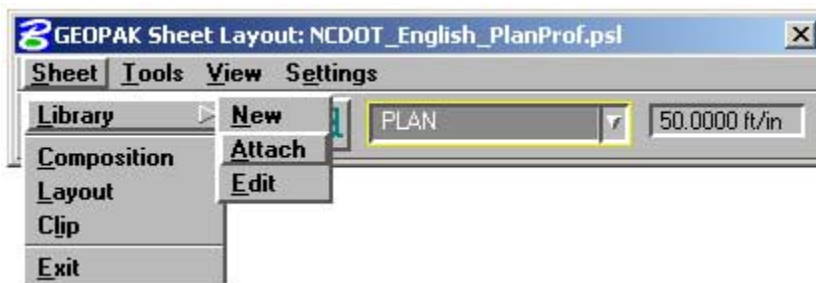 GEOPAK Sheet Layout: NCDOT_English_PlanProf.psl
Sheet Tools View Settings
Library New PLAN 50.0000 ft/in
Composition Attach
Layout Edit
Clip
Exit